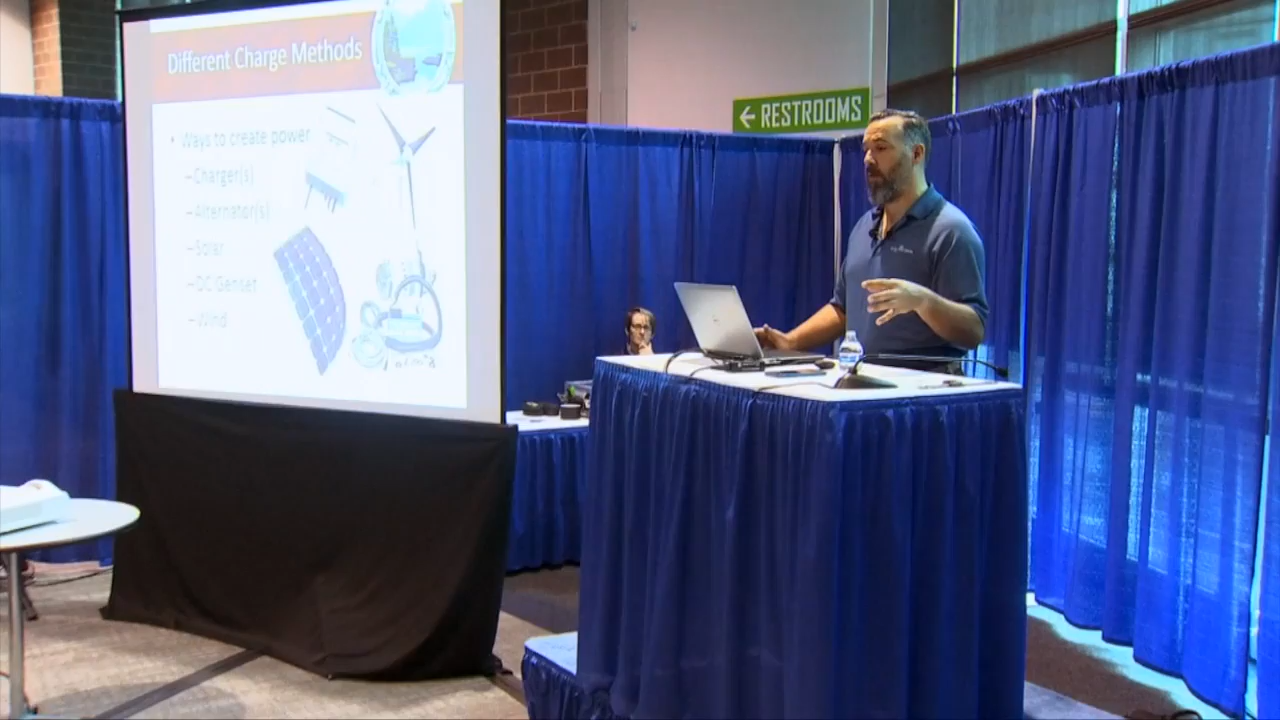 Different Charge Methods
• Ways to create power
–Charger(s)
–Alternator(s)
–Solar
–DC Genset
–Wind
← RESTROOMS